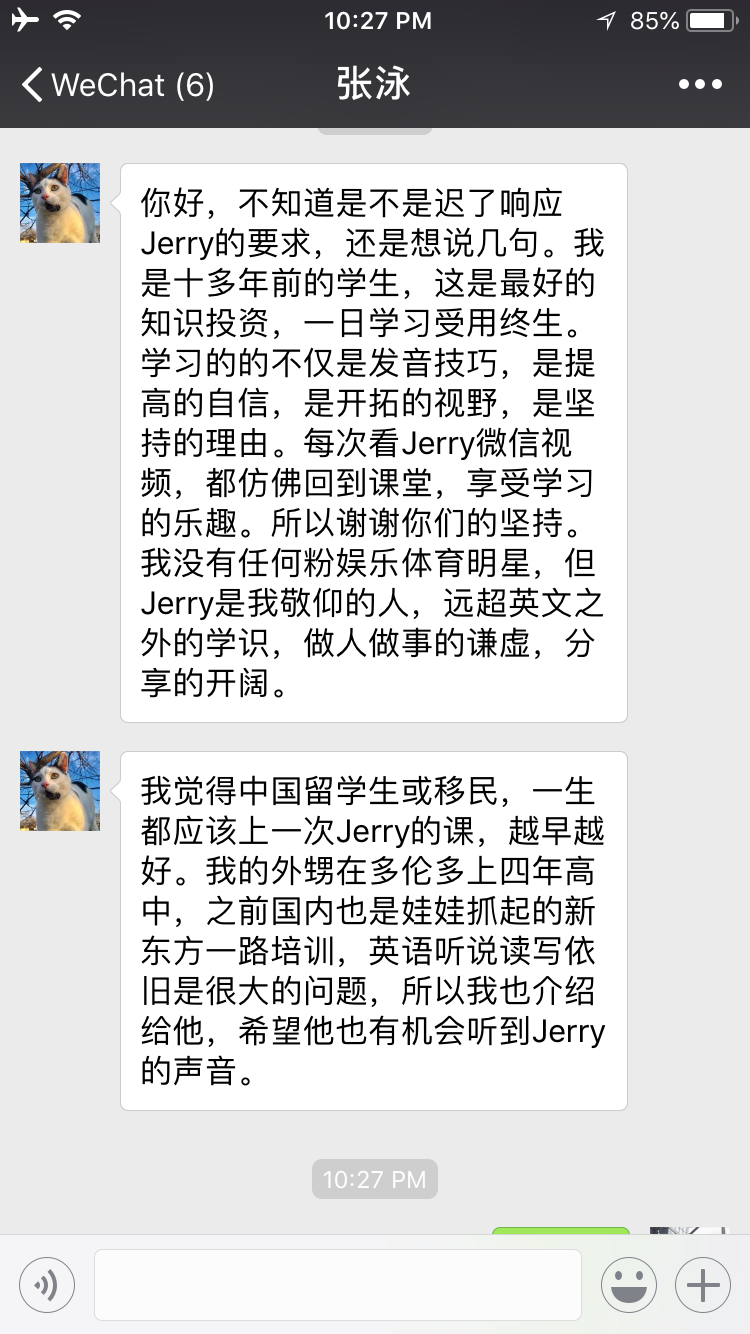 10:27 PM
85%
WeChat (6)
张泳
你好，不知道是不是迟了响应
Jerry的要求，还是想说几句。我
是十多年前的学生，这是最好的
知识投资，一日学习受用终生。
学习的的不仅是发音技巧，是提
高的自信，是开拓的视野，是坚
持的理由。每次看Jerry微信视
频，都仿佛回到课堂，享受学习
的乐趣。所以谢谢你们的坚持。
我没有任何粉娱乐体育明星，但
Jerry是我敬仰的人，远超英文之
外的学识，做人做事的谦虚，分
享的开阔。
我觉得中国留学生或移民，一生
都应该上一次Jerry的课，越早越
好。我的外甥在多伦多上四年高
中，之前国内也是娃娃抓起的新
东方一路培训，英语听说读写依
旧是很大的问题，所以我也介绍
给他，希望他也有机会听到Jerry
的声音。
10:27 PM